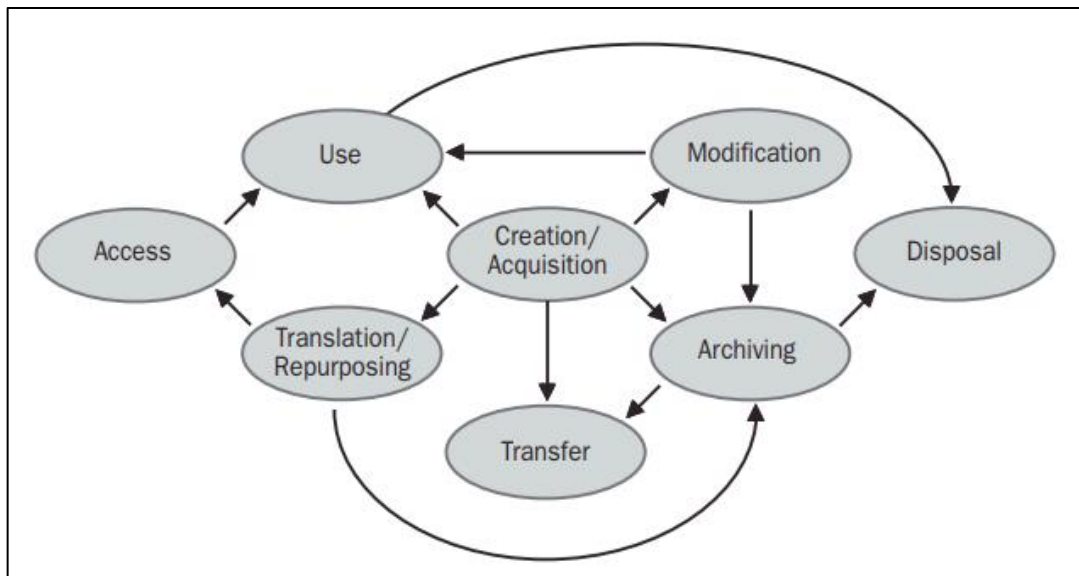 Use
Modification
Access
Creation/
Acquisition
Disposal
Translation/
Repurposing
Archiving
Transfer